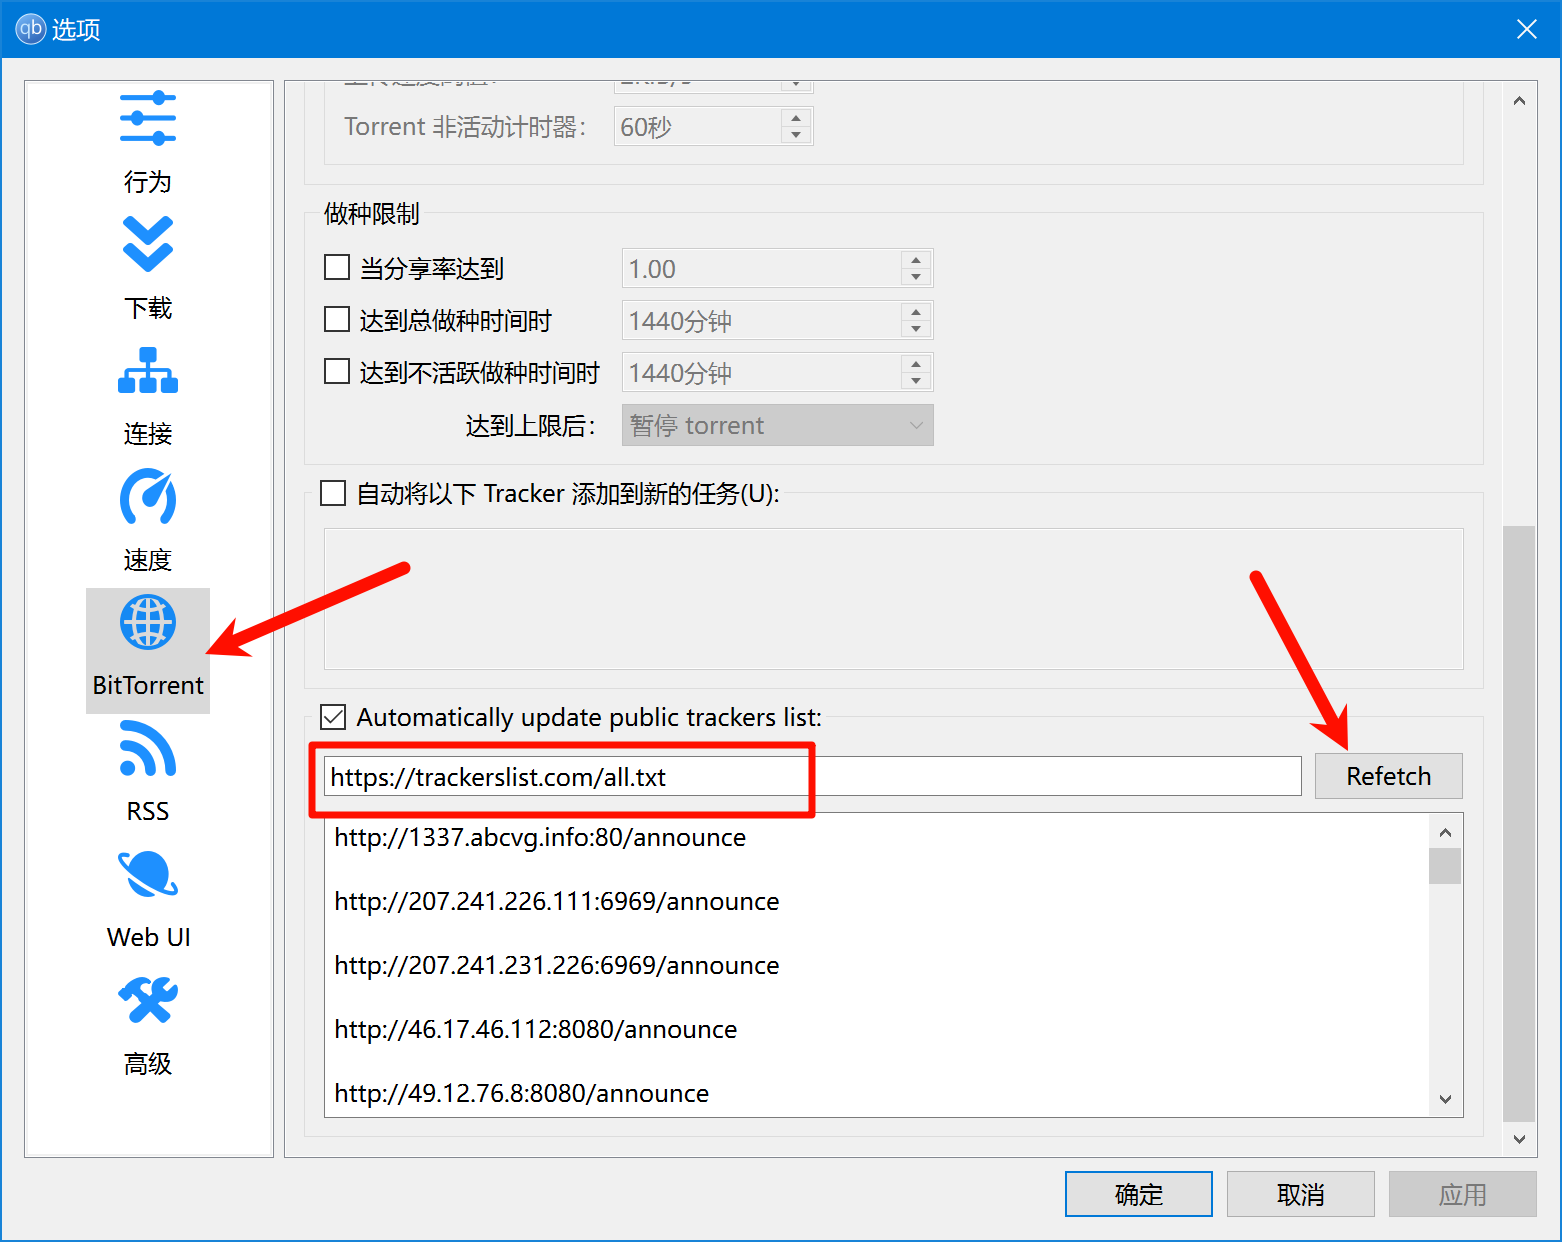 qb 选项
行为
下载
连接
速度
BitTorrent
RSS
Web UI
高级
Torrent 非活动计时器： 60秒
做种限制
当分享率达到 1.00
达到总做种时间时 1440分钟
达到不活跃做种时间时 1440分钟
达到上限后： 暂停 torrent
自动将以下 Tracker 添加到新的任务(U):
Automatically update public trackers list:
https://trackerslist.com/all.txt Refetch
http://1337.abcvg.info:80/announce
http://207.241.226.111:6969/announce
http://207.241.231.226:6969/announce
http://46.17.46.112:8080/announce
http://49.12.76.8:8080/announce
确定 取消 应用